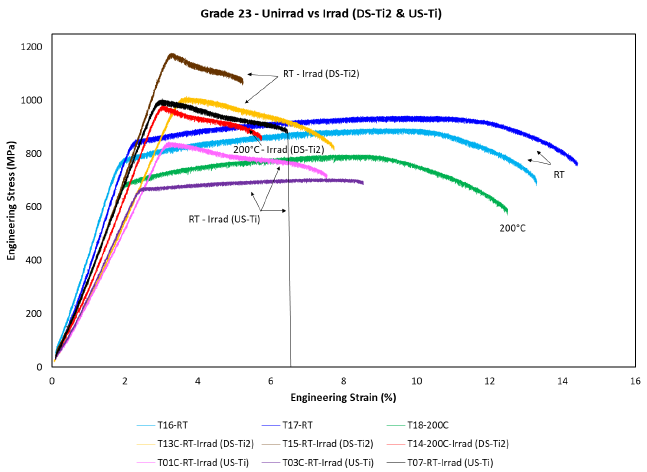 Grade 23 - Unirrad vs Irrad (DS-Ti2 & US-Ti)
1200
1000
800
600
400
200
0
Engineering Stress (MPa)
RT - Irrad (DS-Ti2)
200°C - Irrad (DS-Ti2)
RT
RT - Irrad (US-Ti)
200°C
0 2 4 6 8 10 12 14 16
Engineering Strain (%)
T16-RT T17-RT T18-200C
T13C-RT-Irrad (DS-Ti2) T15-RT-Irrad (DS-Ti2) T14-200C-Irrad (DS-Ti2)
T01C-RT-Irrad (US-Ti) T03C-RT-Irrad (US-Ti) T07-RT-Irrad (US-Ti)